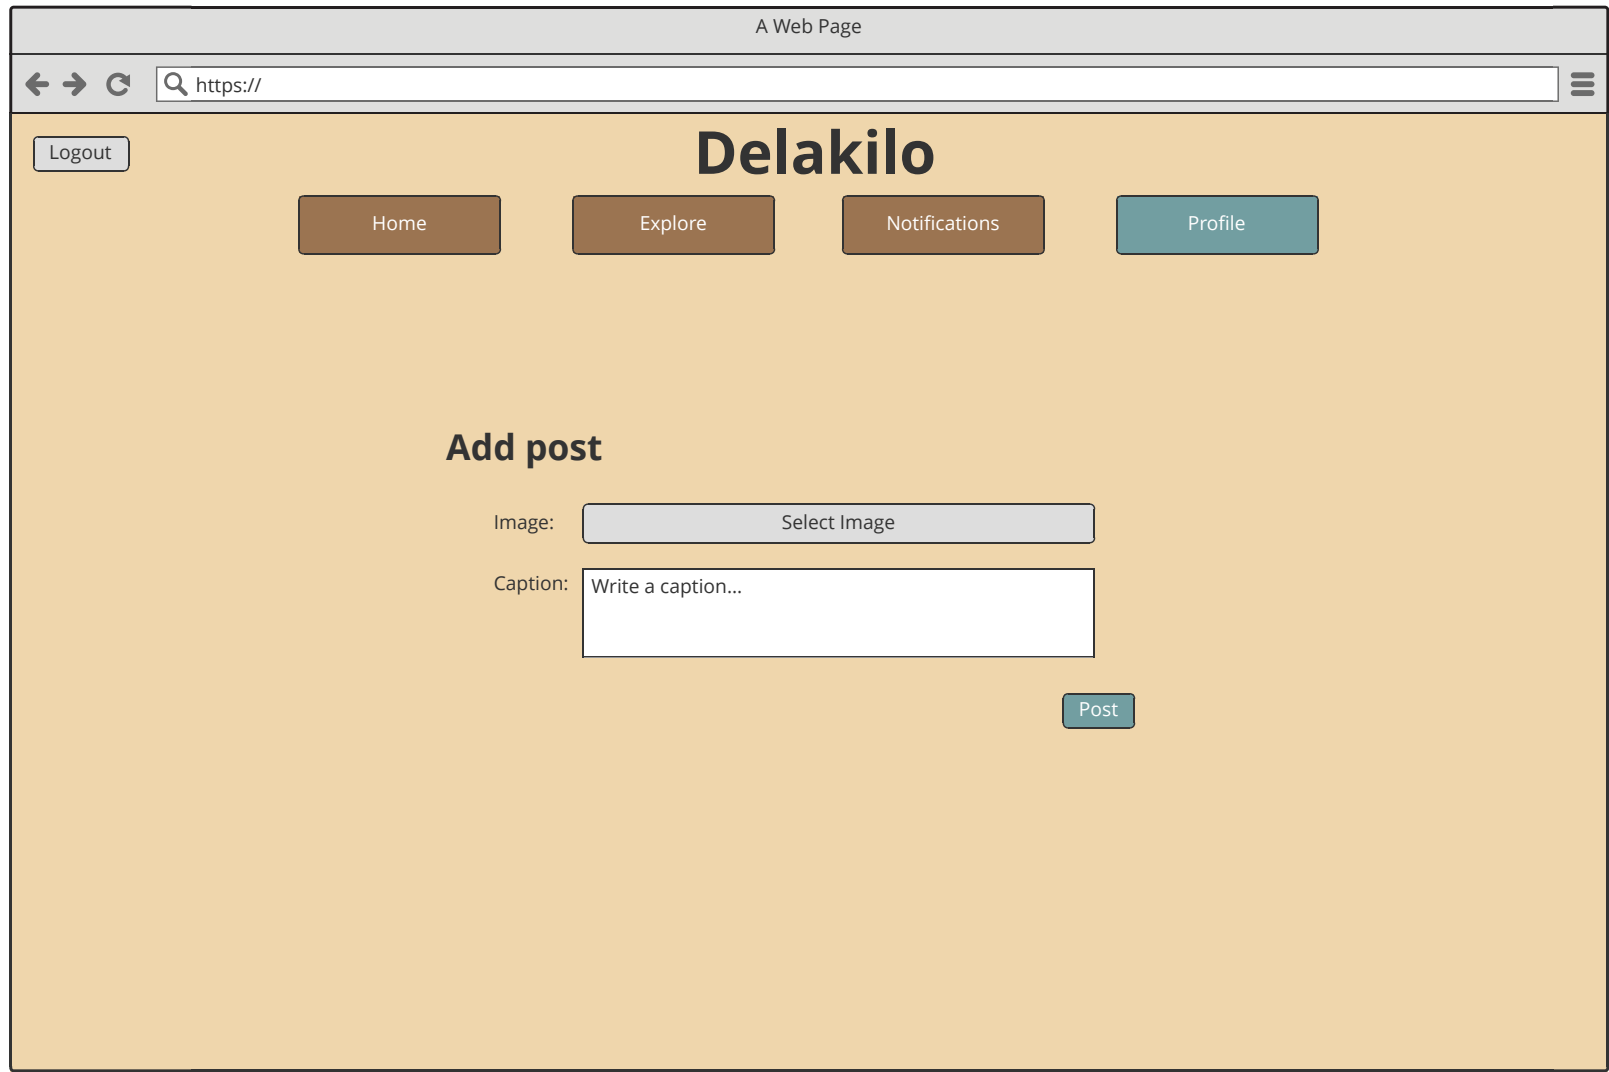 A Web Page
https://
Logout
Delakilo
Home
Explore
Notifications
Profile
Add post
Image:
Select Image
Caption:
Write a caption...
Post